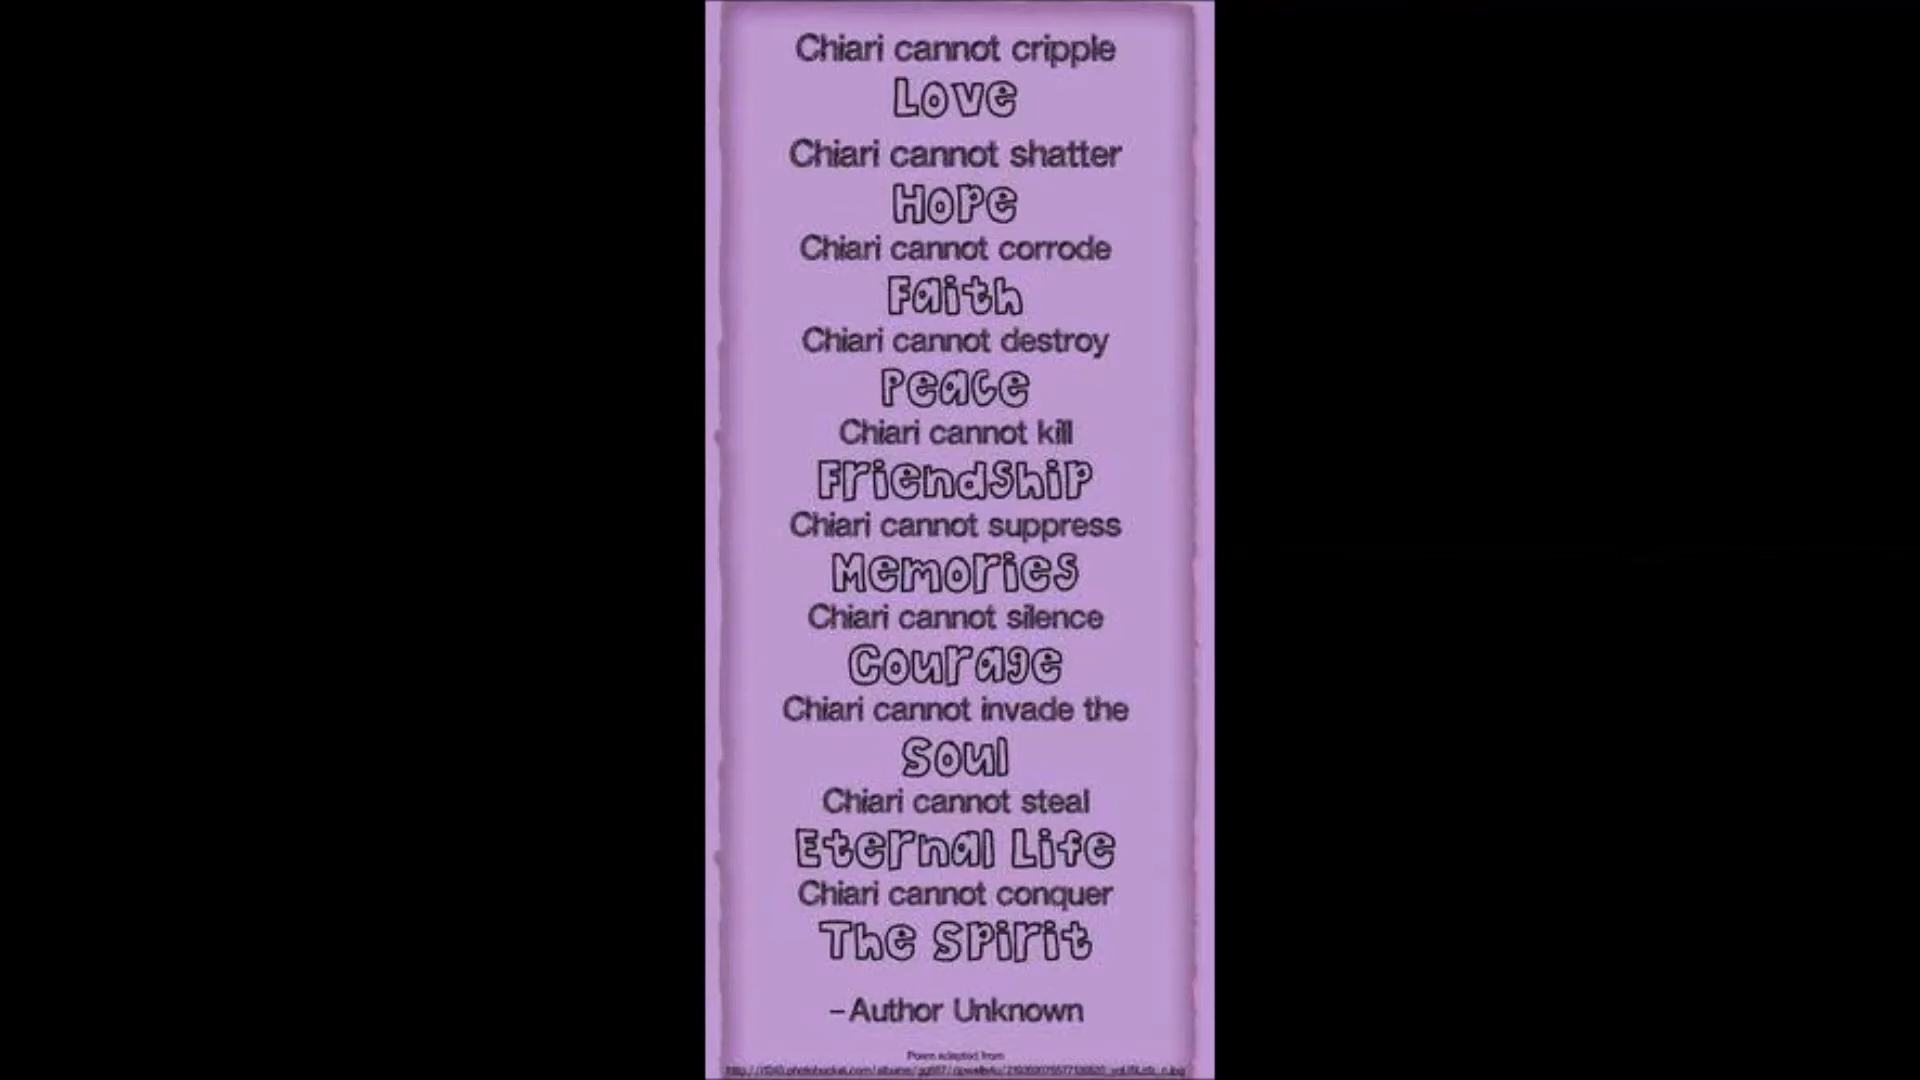 Chiari cannot cripple
Love
Chiari cannot shatter
Hope
Chiari cannot corrode
Faith
Chiari cannot destroy
Peace
Chiari cannot kill
Friendship
Chiari cannot suppress
Memories
Chiari cannot silence
Courage
Chiari cannot invade the
Soul
Chiari cannot steal
Eternal Life
Chiari cannot conquer
The Spirit
-Author Unknown
Poem adapted from